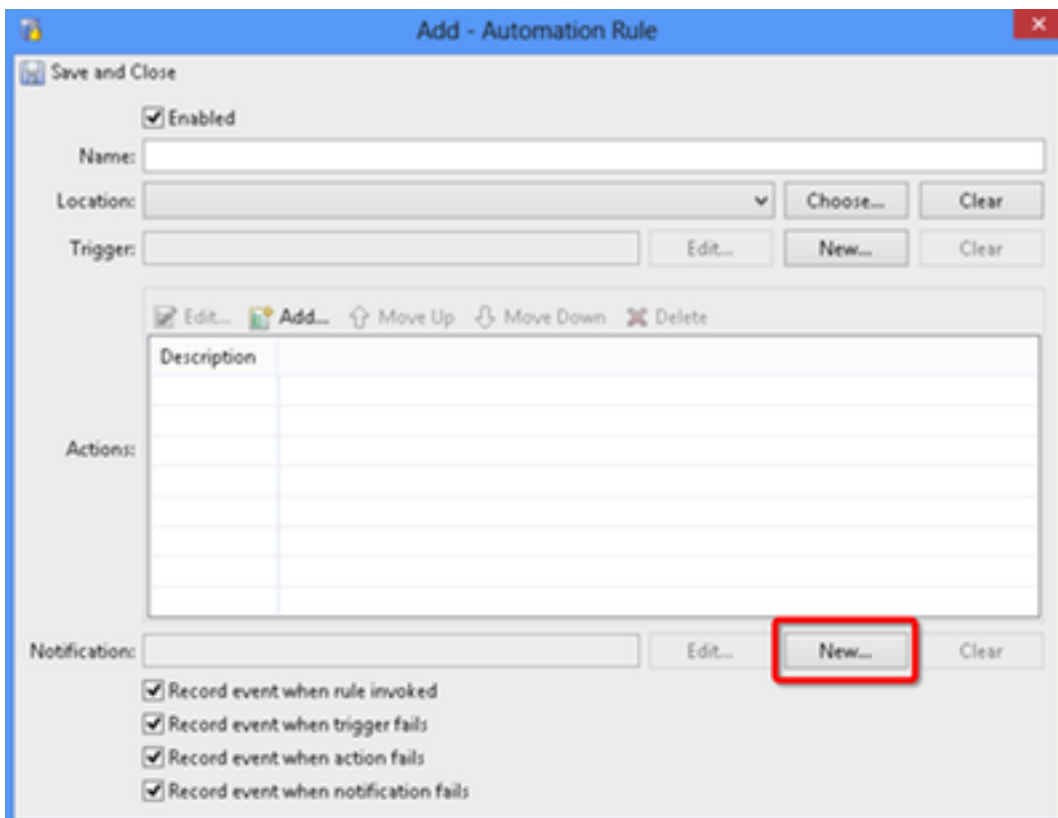 Add - Automation Rule
Save and Close
Enabled
Name:
Location: Choose... Clear
Trigger: Edit... New... Clear
Edit... Add... Move Up Move Down Delete
Description
Actions:
Notification: Edit... New... Clear
Record event when rule invoked
Record event when trigger fails
Record event when action fails
Record event when notification fails